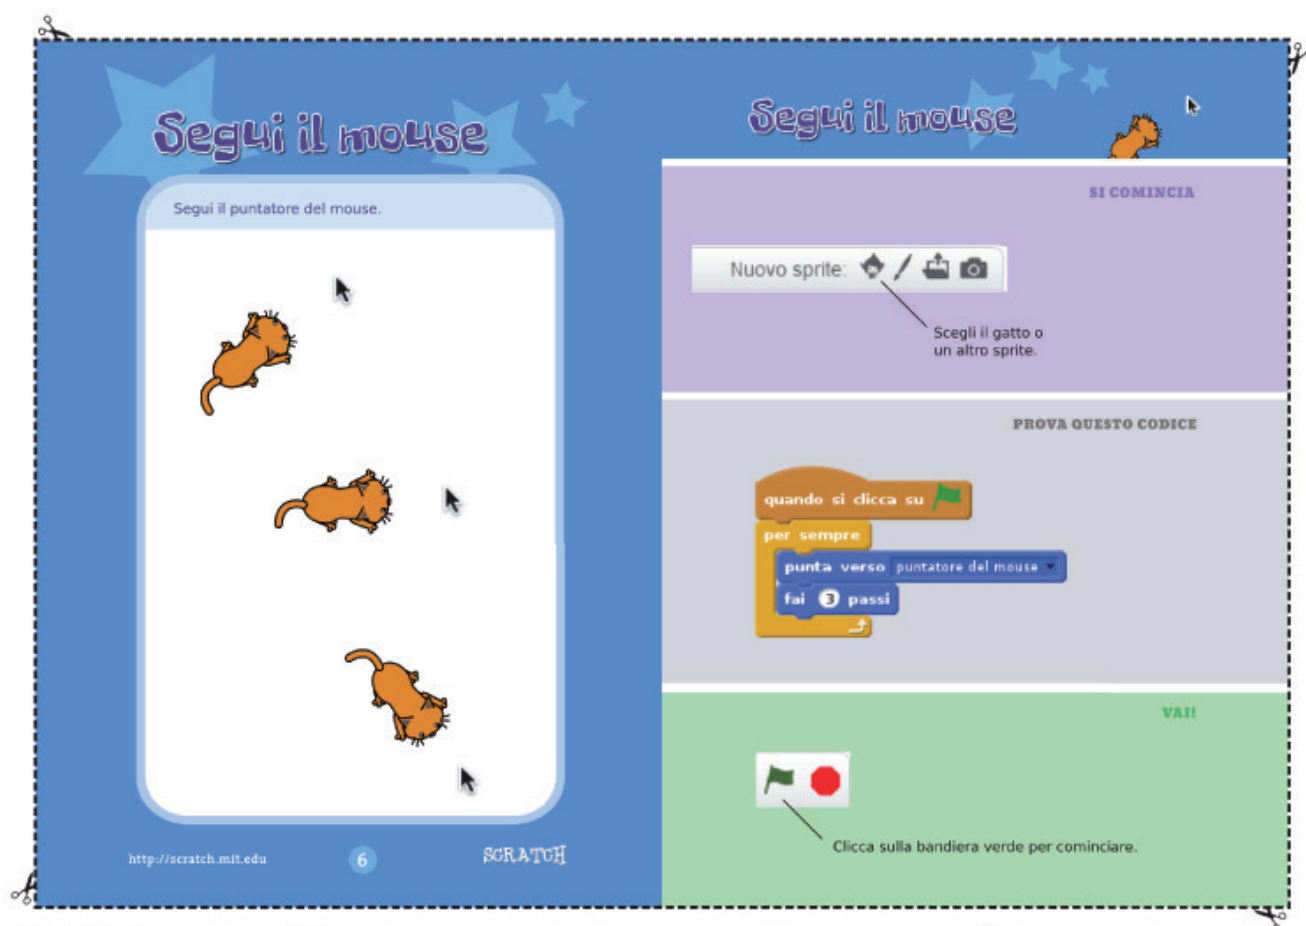 Segui il mouse
Segui il puntatore del mouse.
http://scratch.mit.edu
6
SCRATCH
Segui il mouse
SI COMINCIA
Nuovo sprite:
Scegli il gatto o
un altro sprite.
PROVA QUESTO CODICE
quando si clicca su
per sempre
punta verso puntatore del mouse
fai 3 passi
VAI!
Clicca sulla bandiera verde per cominciare.